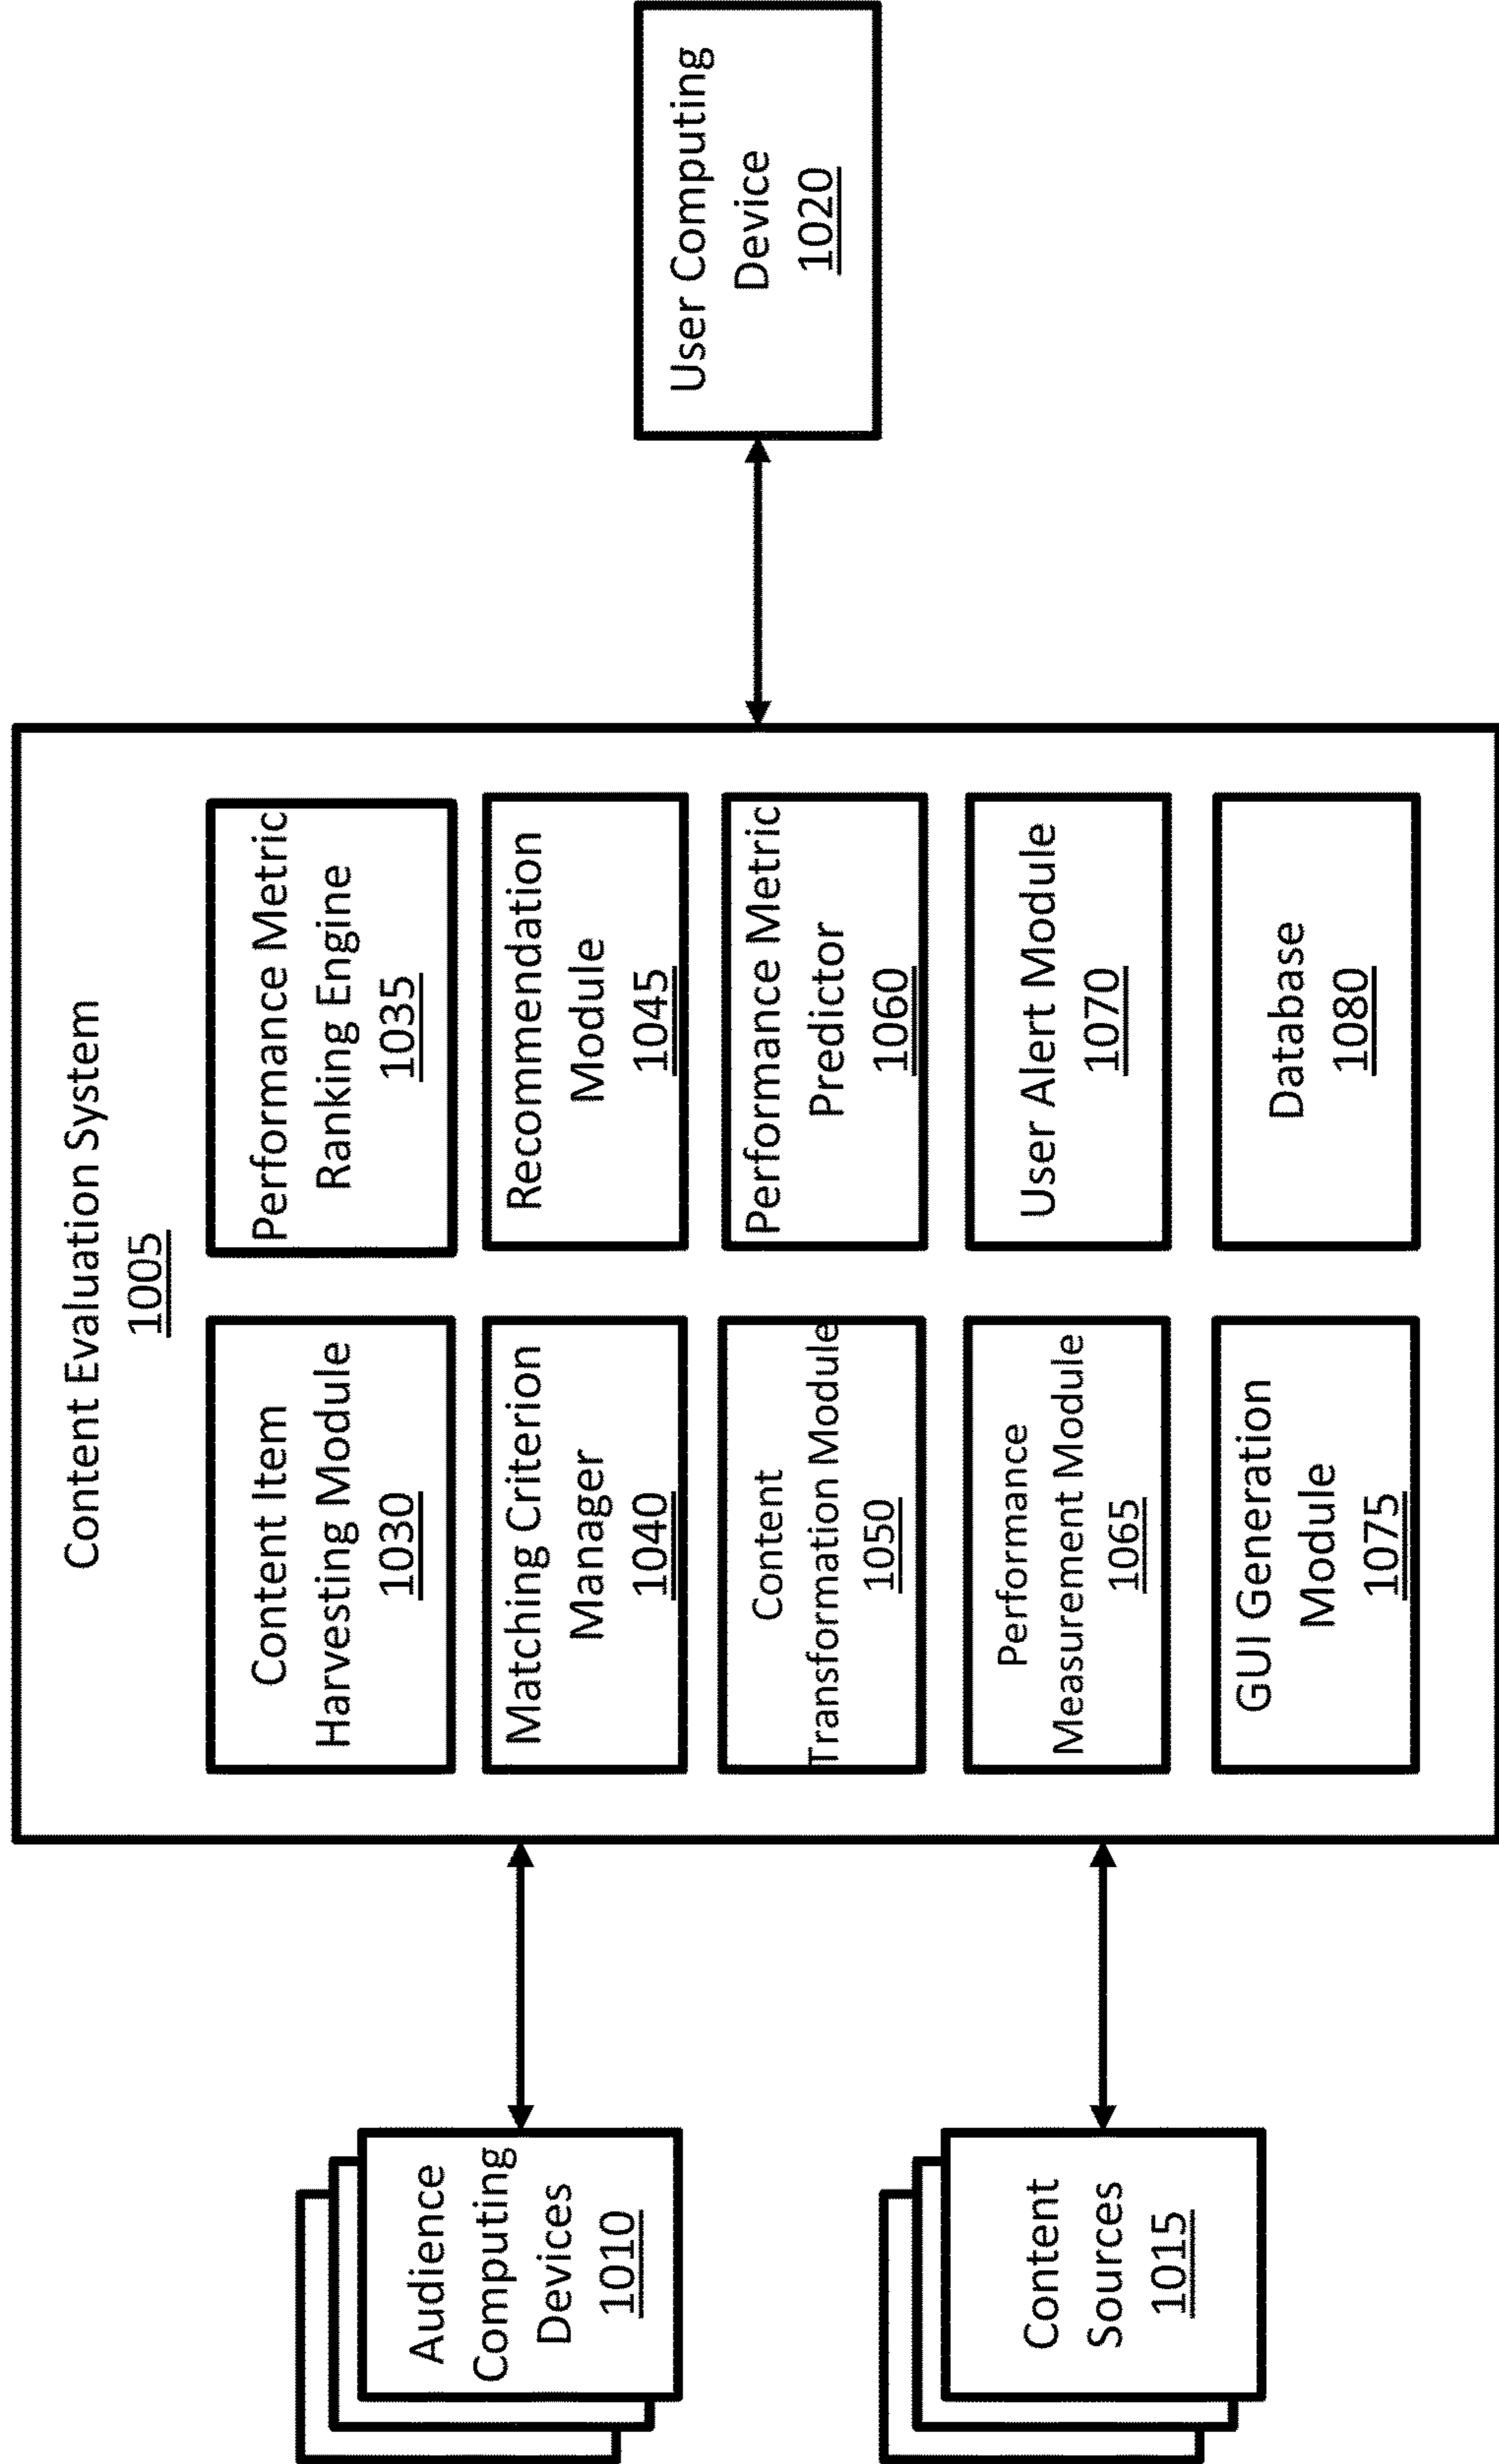 Content Evaluation System
1005
Content Item
Harvesting Module
1030
Performance Metric
Ranking Engine
1035
Matching Criterion
Manager
1040
Recommendation
Module
1045
Content
Transformation Module
1050
Performance Metric
Predictor
1060
Performance
Measurement Module
1065
User Alert Module
1070
GUI Generation
Module
1075
Database
1080
Audience
Computing
Devices
1010
Content
Sources
1015
User Computing
Device
1020